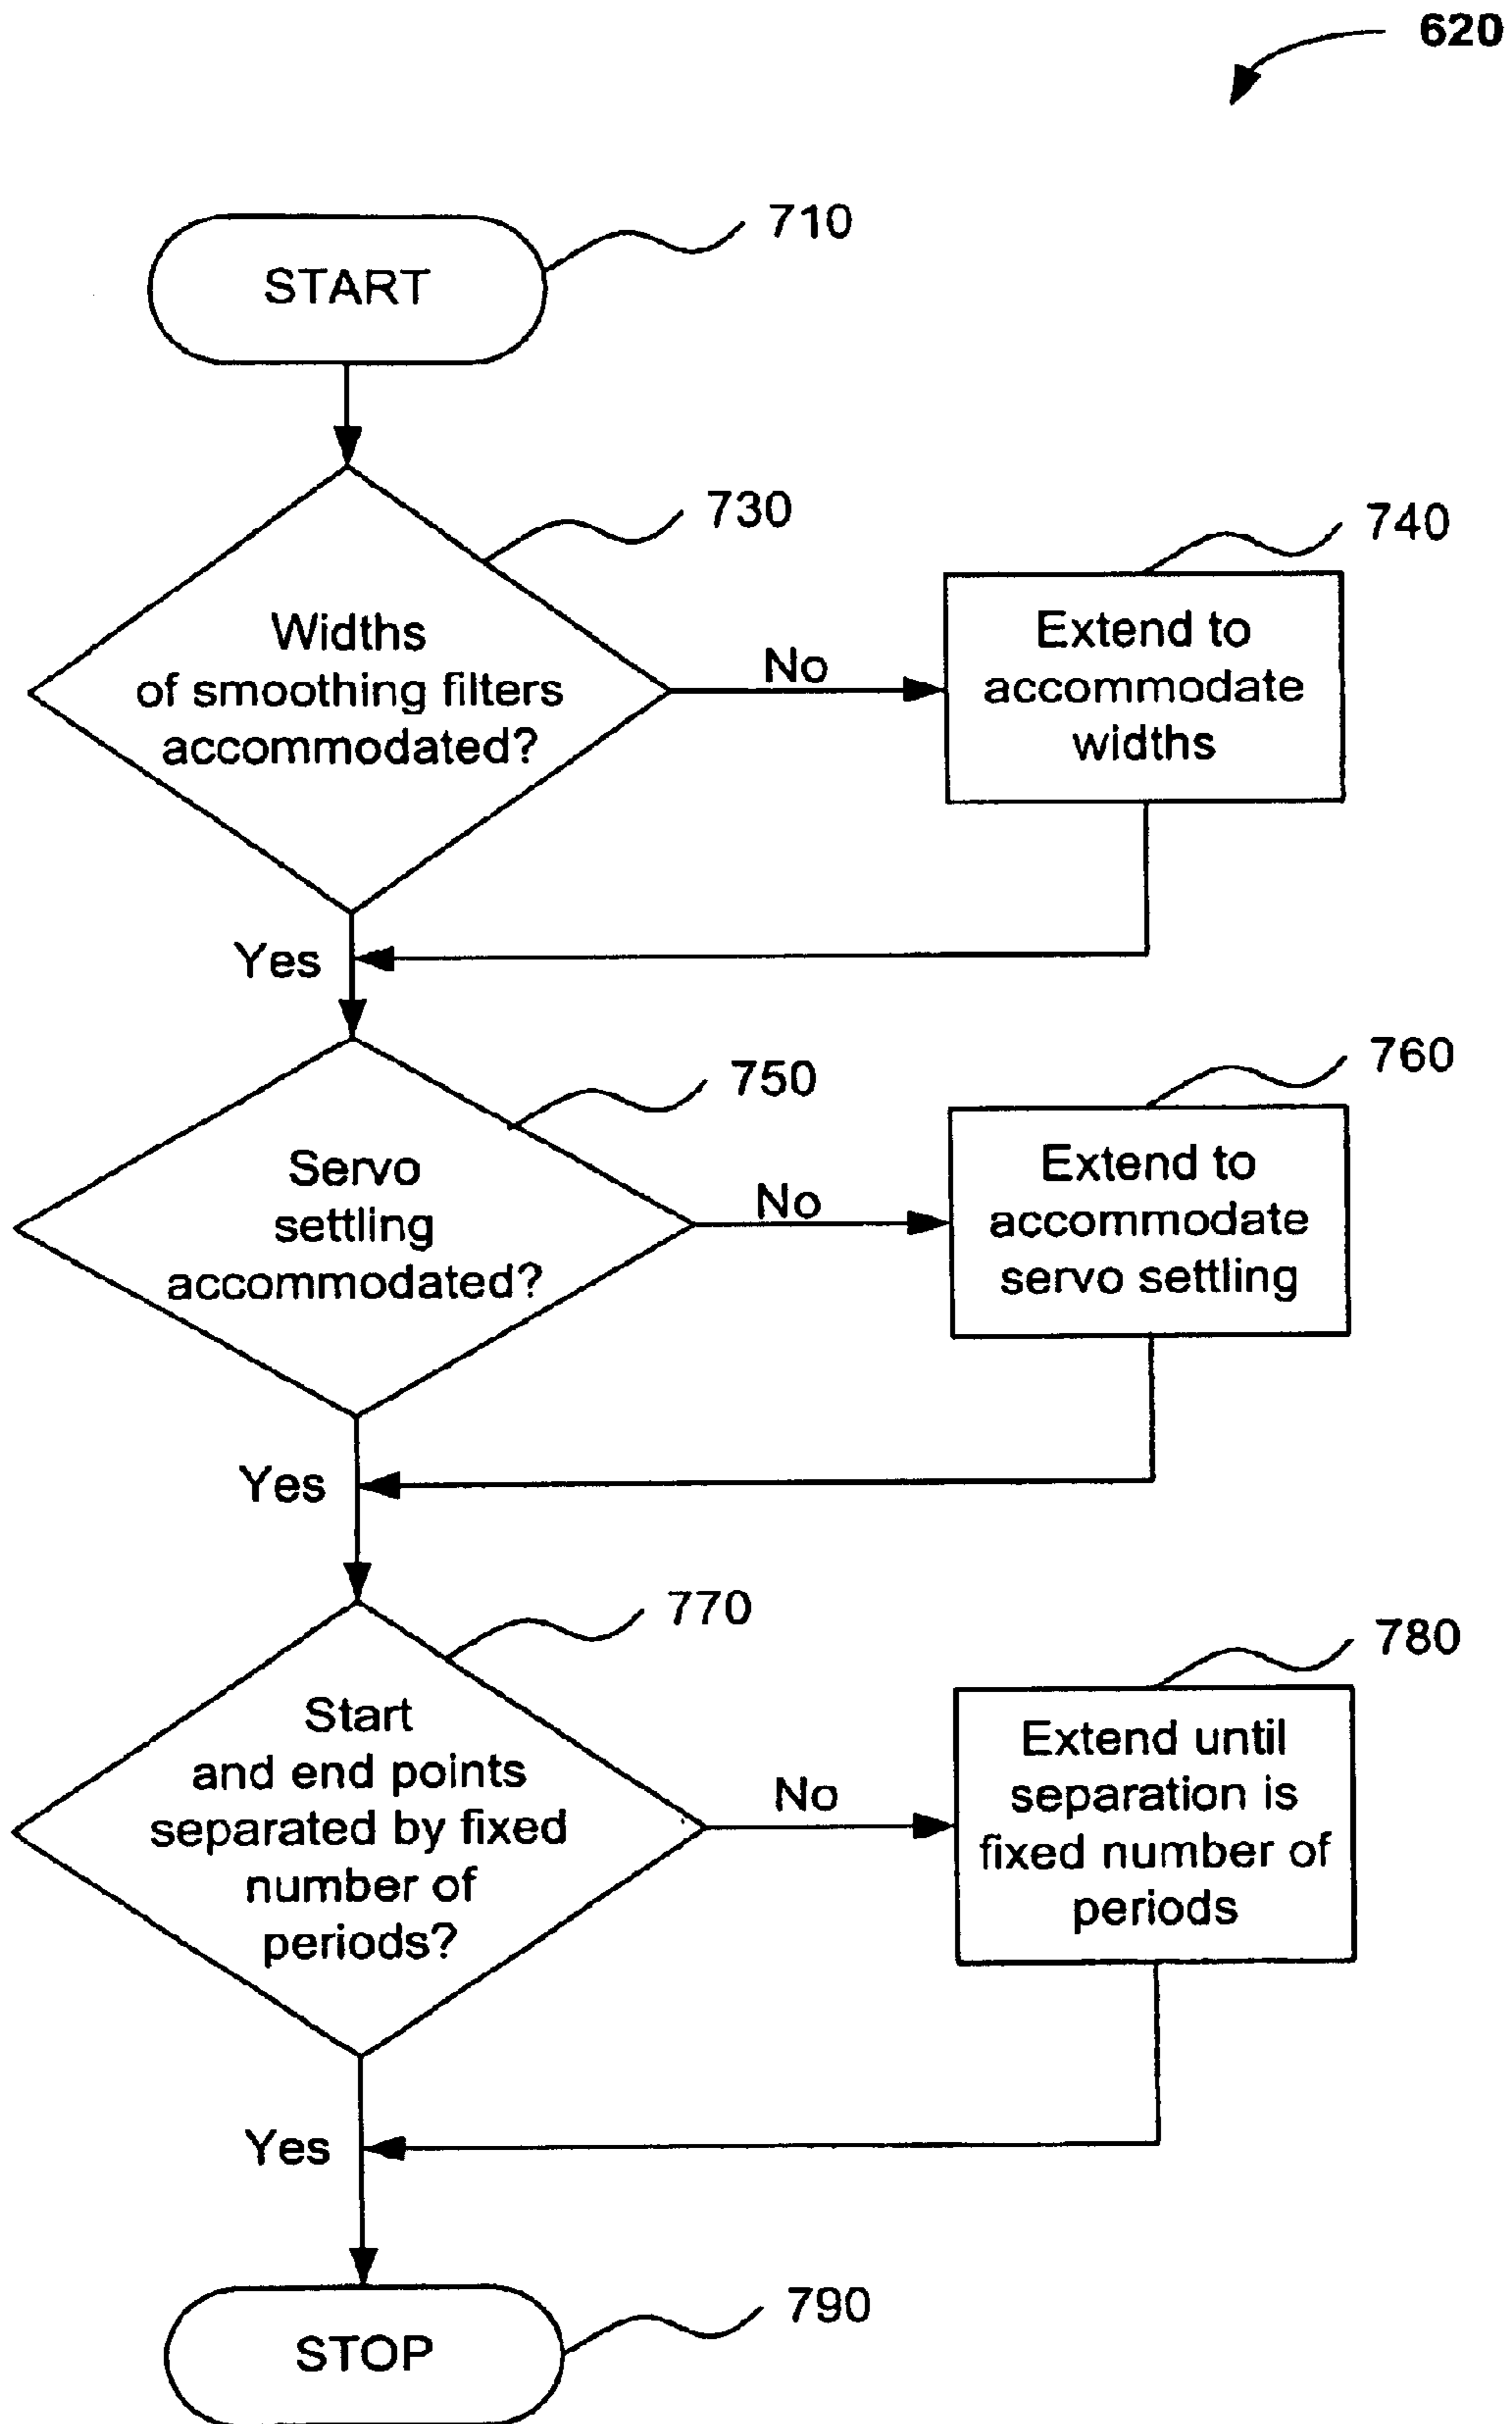 620
710
START
730
Widths
of smoothing filters
accommodated?
No
740
Extend to
accommodate
widths
Yes
750
Servo
settling
accommodated?
No
760
Extend to
accommodate
servo settling
Yes
770
Start
and end points
separated by fixed
number of
periods?
No
780
Extend until
separation is
fixed number of
periods
Yes
790
STOP